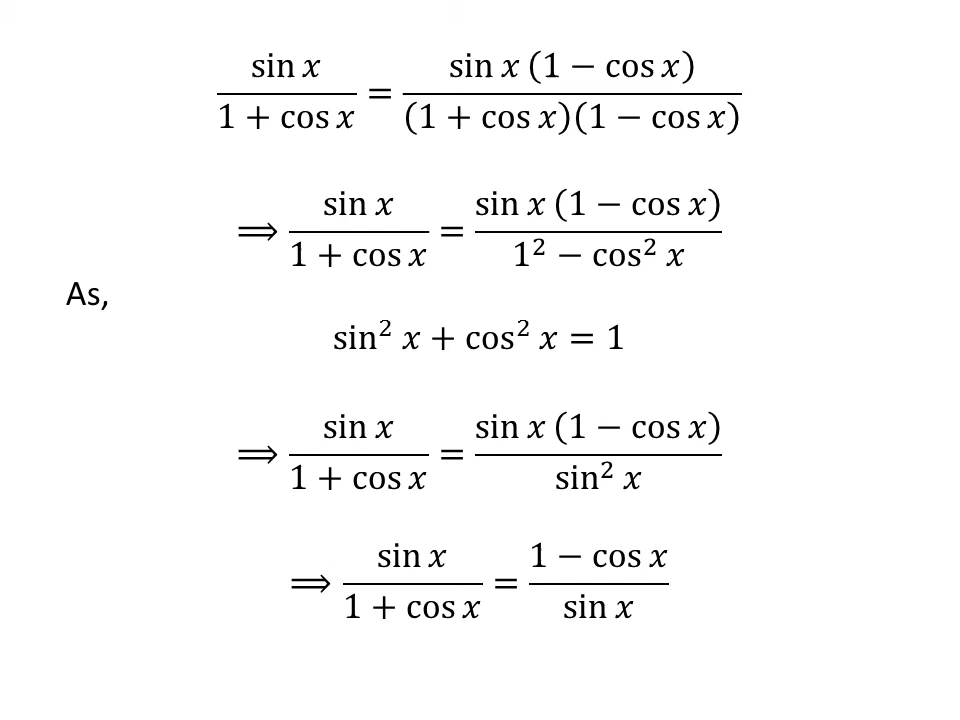 sin x / (1 + cos x) = sin x (1 − cos x) / (1 + cos x)(1 − cos x)
⟹ sin x / (1 + cos x) = sin x (1 − cos x) / (1² − cos² x)
As,
sin² x + cos² x = 1
⟹ sin x / (1 + cos x) = sin x (1 − cos x) / sin² x
⟹ sin x / (1 + cos x) = (1 − cos x) / sin x